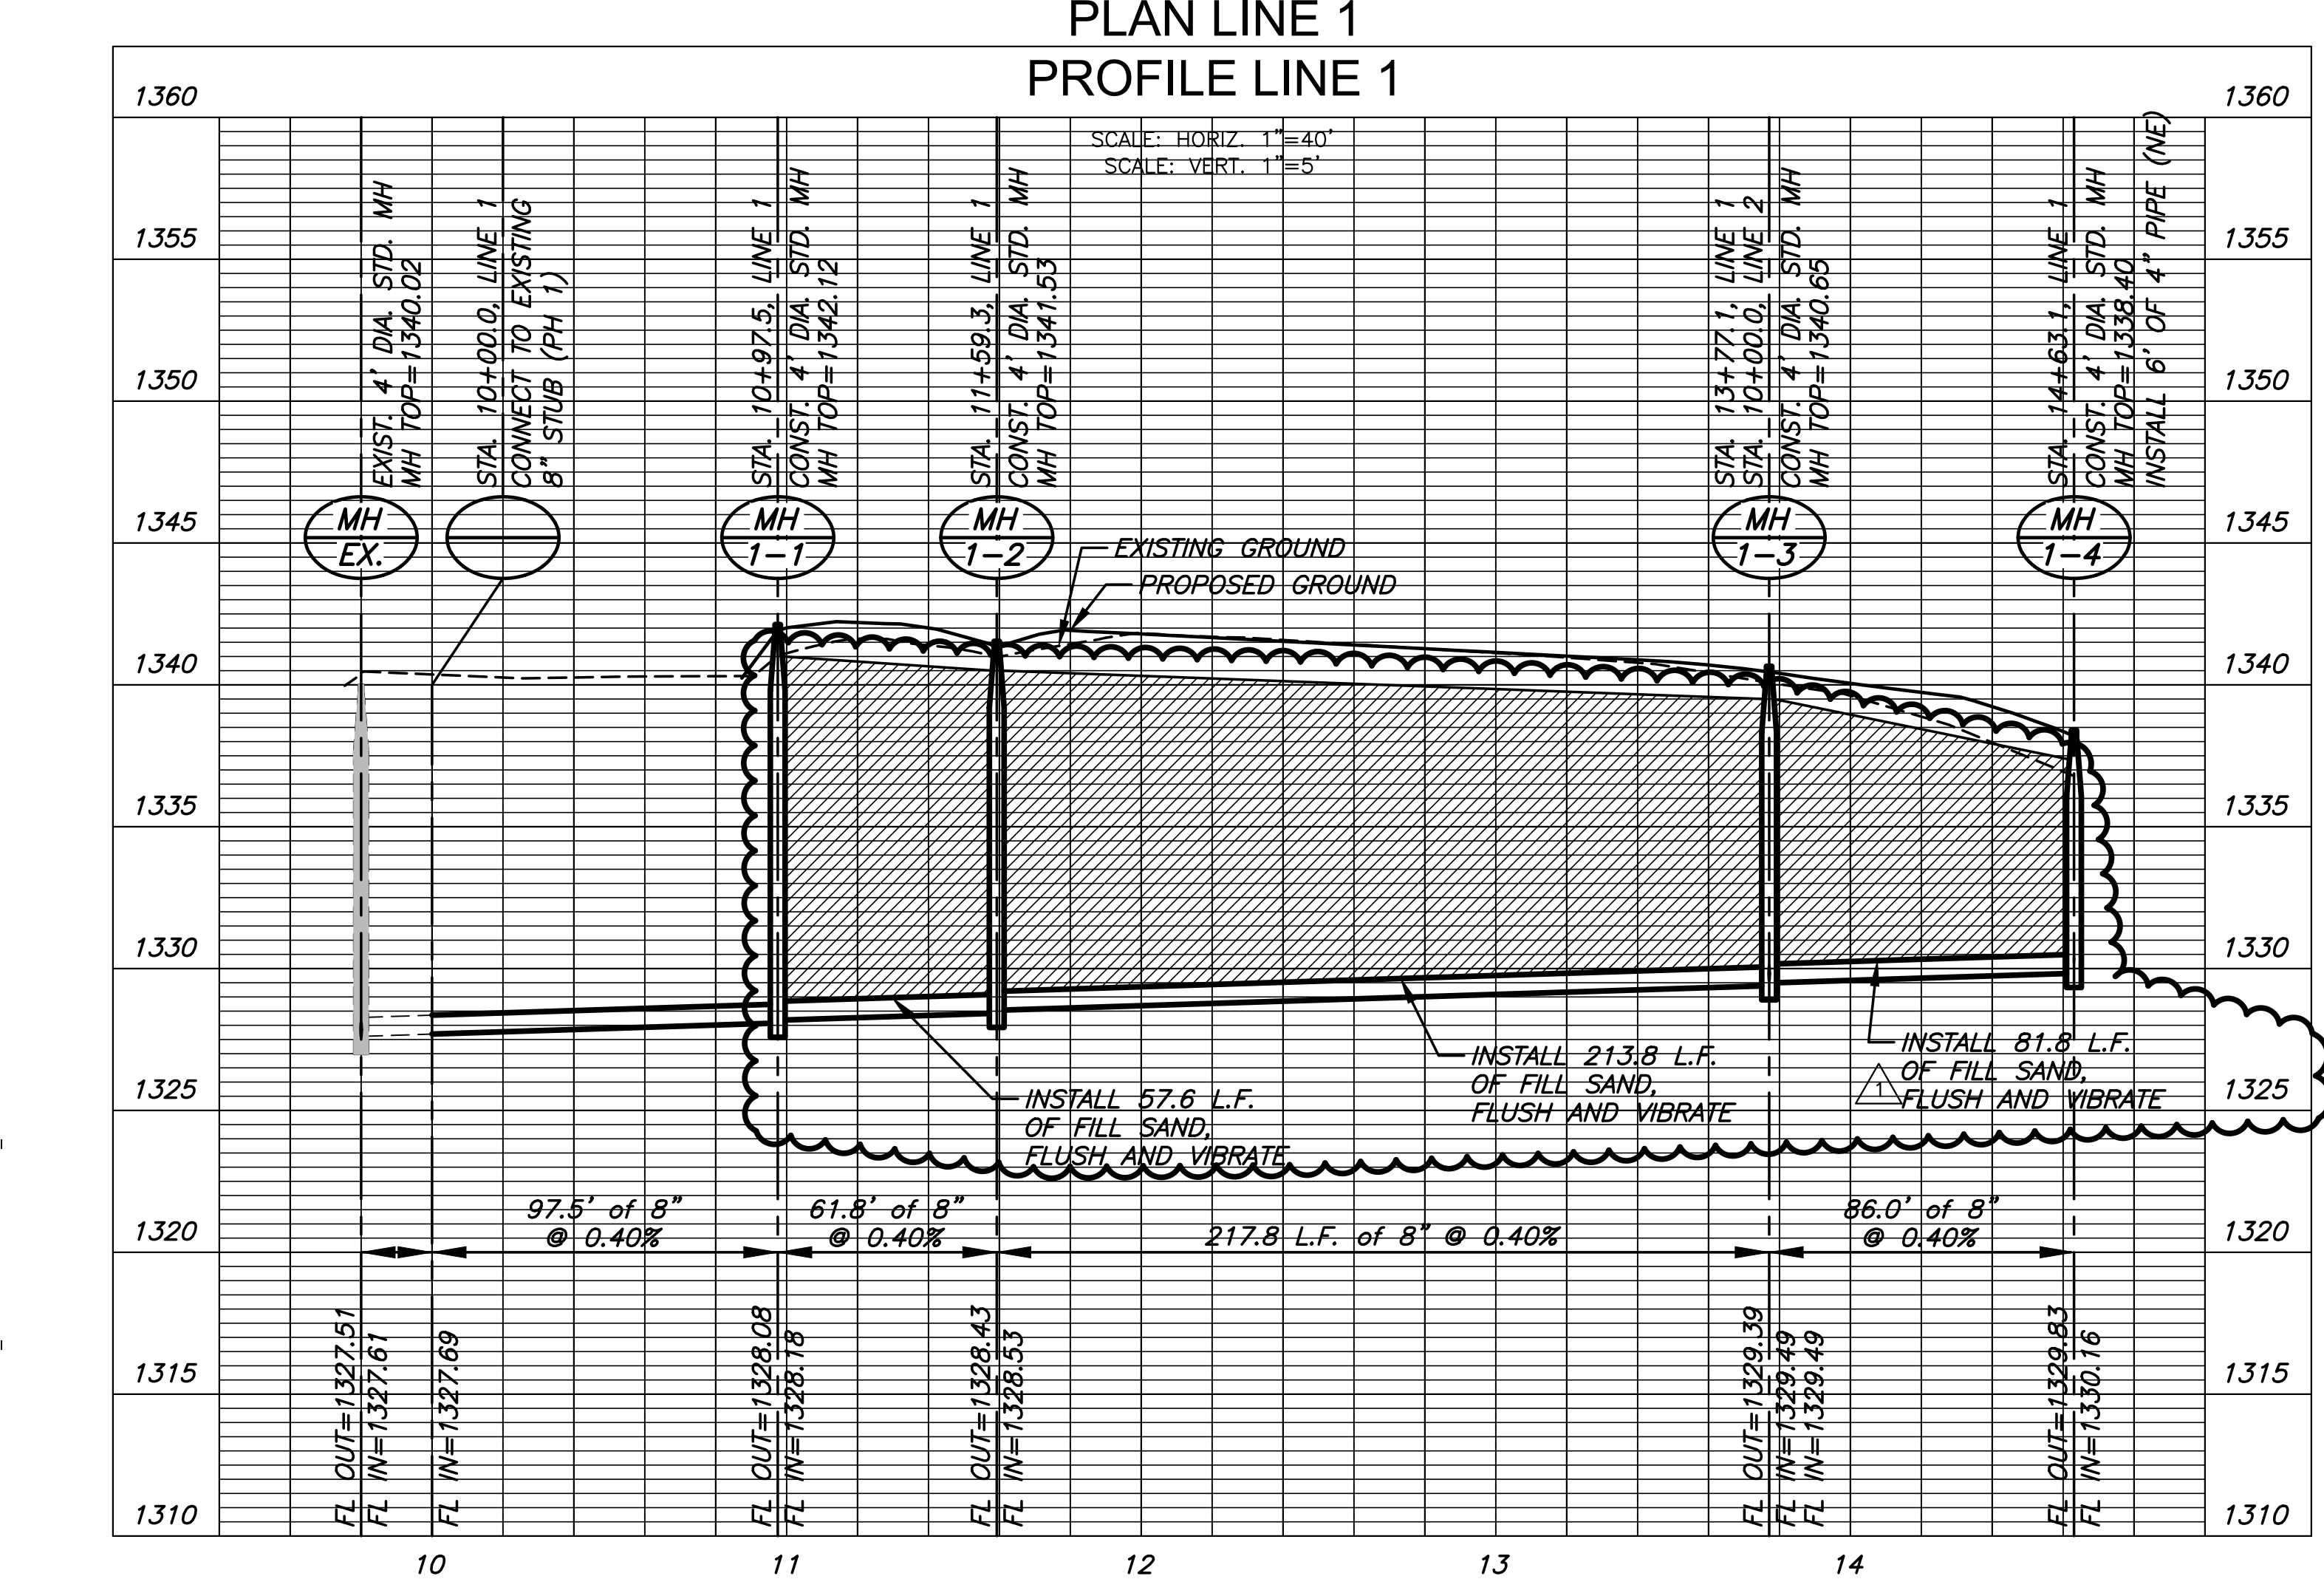 PLAN LINE 1
PROFILE LINE 1
SCALE: HORIZ. 1"=40'
SCALE: VERT. 1"=5'
1360
1355
1350
1345
1340
1335
1330
1325
1320
1315
1310
1360
1355
1350
1345
1340
1335
1330
1325
1320
1315
1310
EXIST. 4' DIA. STD. MH
MH TOP=1340.02
STA. 10+00.0, LINE 1
CONNECT TO EXISTING
8" STUB (PH 1)
STA. 10+97.5, LINE 1
CONST. 4' DIA. STD. MH
MH TOP=1342.12
STA. 11+59.3, LINE 1
CONST. 4' DIA. STD. MH
MH TOP=1341.53
STA. 13+77.1, LINE 1
STA. 10+00.0, LINE 2
CONST. 4' DIA. STD. MH
MH TOP=1340.65
STA. 14+63.1, LINE 1
CONST. 4' DIA. STD. MH
MH TOP=1338.40
INSTALL 6' OF 4" PIPE (NE)
MH
EX.
MH
1-1
MH
1-2
MH
1-3
MH
1-4
EXISTING GROUND
PROPOSED GROUND
INSTALL 57.6 L.F.
OF FILL SAND,
FLUSH AND VIBRATE
INSTALL 213.8 L.F.
OF FILL SAND,
FLUSH AND VIBRATE
INSTALL 81.8 L.F.
OF FILL SAND,
FLUSH AND VIBRATE
1
97.5' of 8"
@ 0.40%
61.8' of 8"
@ 0.40%
217.8 L.F. of 8" @ 0.40%
86.0' of 8"
@ 0.40%
FL OUT=1327.51
FL IN=1327.61
FL IN=1327.69
FL OUT=1328.08
FL IN=1328.18
FL OUT=1328.43
FL IN=1328.53
FL OUT=1329.39
FL IN=1329.49
FL IN=1329.49
FL OUT=1329.83
FL IN=1330.16
10
11
12
13
14